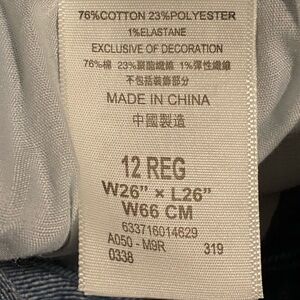 76%COTTON 23%POLYESTER
1%ELASTANE
EXCLUSIVE OF DECORATION
76%棉 23%聚酯纖維 1%彈性纖維
不包括裝飾部分
MADE IN CHINA
中國製造
12 REG
W26" × L26"
W66 CM
633716014629
A050 - M9R 319
0338